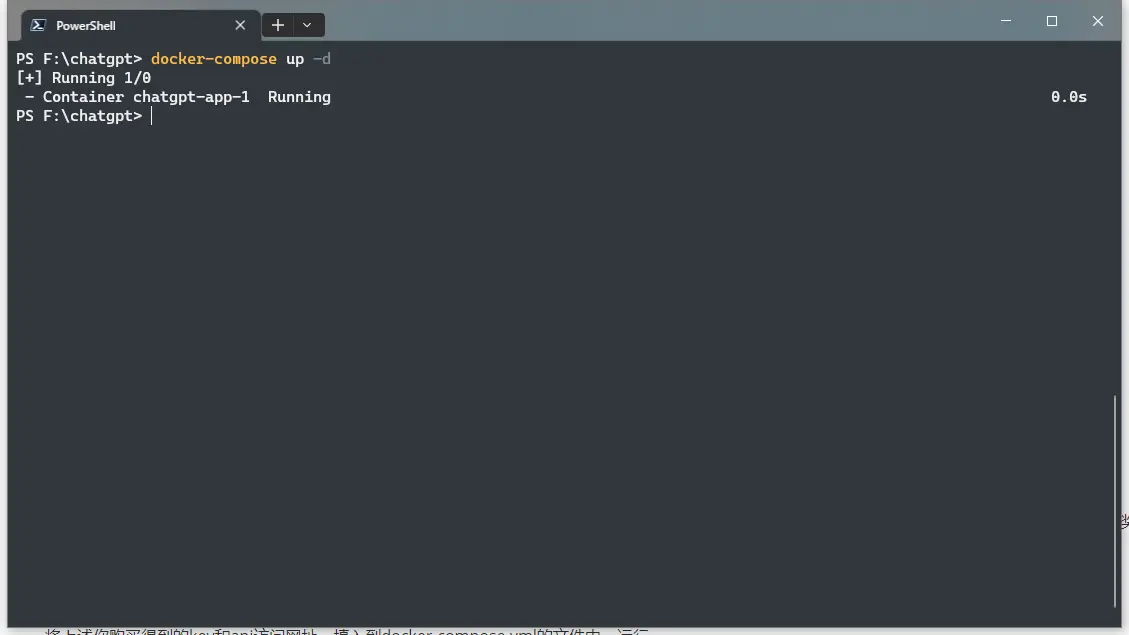 PowerShell
PS F:\chatgpt> docker-compose up -d
[+] Running 1/0
- Container chatgpt-app-1 Running 0.0s
PS F:\chatgpt>
将上述你购买得到的key和api访问网址，填入到docker-compose.yml的文件中，运行